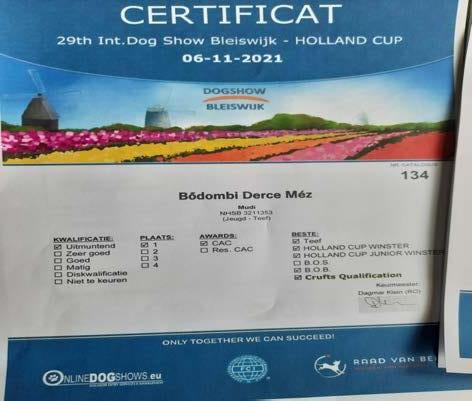 CERTIFICAT
29th Int.Dog Show Bleiswijk - HOLLAND CUP
06-11-2021
DOGSHOW
BLEISWIJK
NR. CATALOGUS
134
Bődombi Derce Méz
Mudi
NHSB 3211353
(Jeugd - Teef)
KWALIFICATIE:
Uitmuntend
Zeer goed
Goed
Matig
Diskwalificatie
Niet te keuren
PLAATS:
1
2
3
4
AWARDS:
CAC
Res. CAC
BESTE:
Teef
HOLLAND CUP WINSTER
HOLLAND CUP JUNIOR WINSTER
B.O.S.
B.O.B.
Crufts Qualification
Keurmeester:
Dagmar Klein (RO)
ONLY TOGETHER WE CAN SUCCEED!
ONLINEDOGSHOWS.eu
FCI
RAAD VAN BE